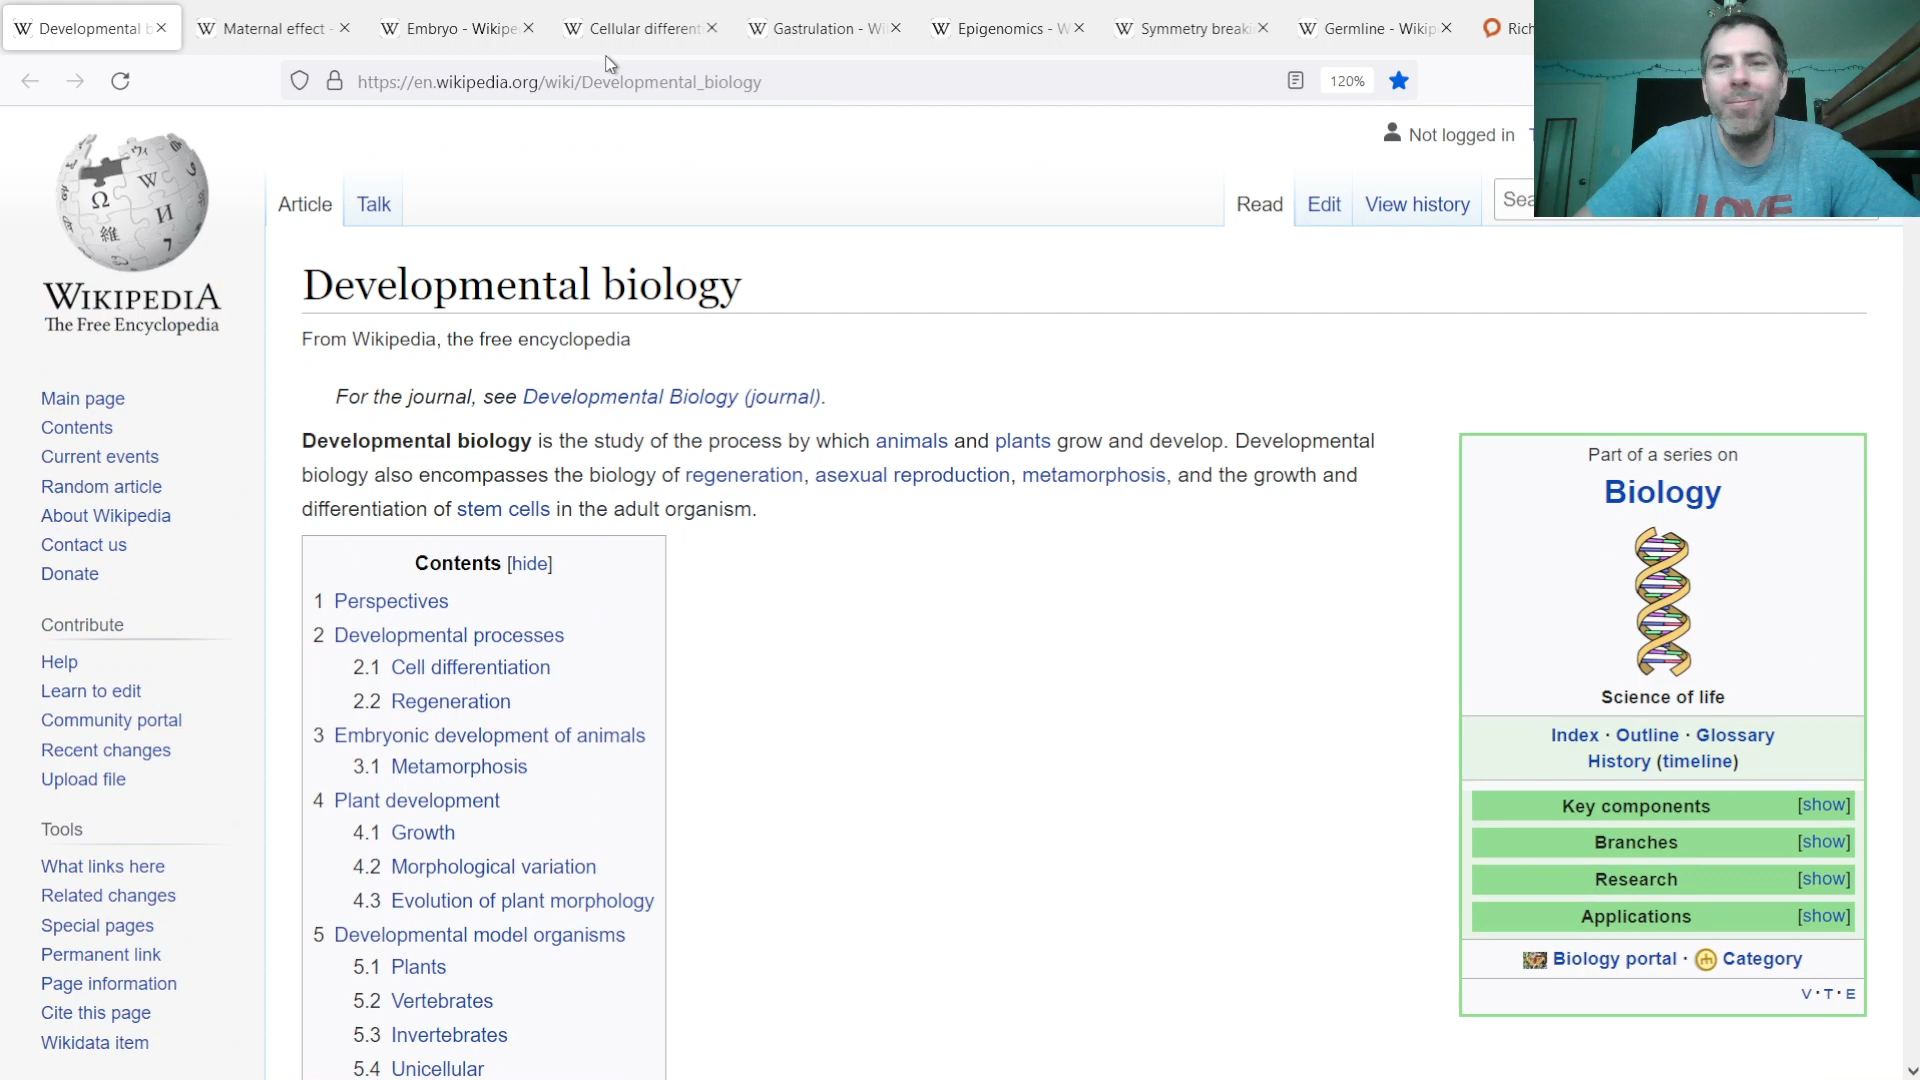 Developmental b
Maternal effect -
Embryo - Wikipe
Cellular different
Gastrulation - Wi
Epigenomics - W
Symmetry breaki
Germline - Wikip
Rich
https://en.wikipedia.org/wiki/Developmental_biology
120%
LOVE
Not logged in
Article
Talk
Read
Edit
View history
Sea
WIKIPEDIA
The Free Encyclopedia
Main page
Contents
Current events
Random article
About Wikipedia
Contact us
Donate
Contribute
Help
Learn to edit
Community portal
Recent changes
Upload file
Tools
What links here
Related changes
Special pages
Permanent link
Page information
Cite this page
Wikidata item
Developmental biology
From Wikipedia, the free encyclopedia
For the journal, see Developmental Biology (journal).
Developmental biology is the study of the process by which animals and plants grow and develop. Developmental
biology also encompasses the biology of regeneration, asexual reproduction, metamorphosis, and the growth and
differentiation of stem cells in the adult organism.
Contents [hide]
1 Perspectives
2 Developmental processes
2.1 Cell differentiation
2.2 Regeneration
3 Embryonic development of animals
3.1 Metamorphosis
4 Plant development
4.1 Growth
4.2 Morphological variation
4.3 Evolution of plant morphology
5 Developmental model organisms
5.1 Plants
5.2 Vertebrates
5.3 Invertebrates
5.4 Unicellular
Part of a series on
Biology
Science of life
Index · Outline · Glossary
History (timeline)
Key components [show]
Branches [show]
Research [show]
Applications [show]
Biology portal · Category
V · T · E